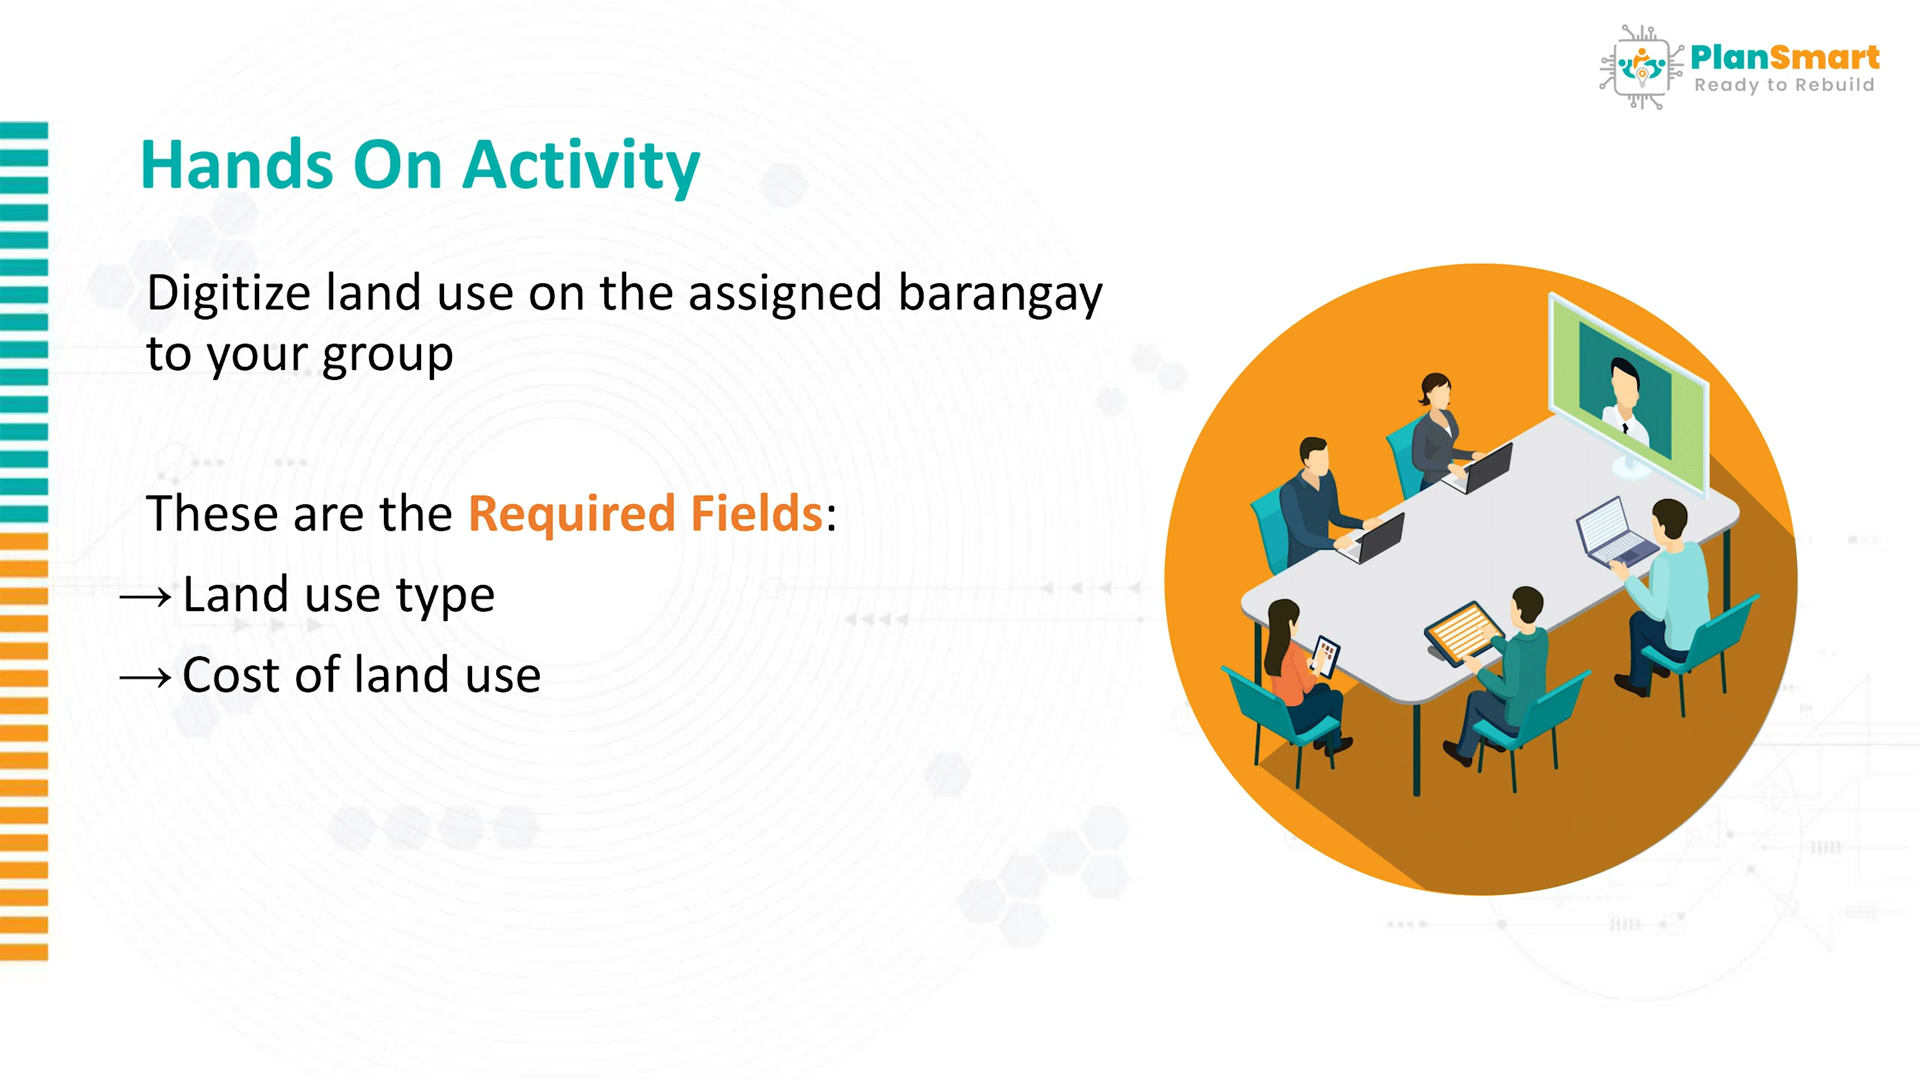 PlanSmart
Ready to Rebuild
Hands On Activity
Digitize land use on the assigned barangay
to your group
These are the Required Fields:
→ Land use type
→ Cost of land use